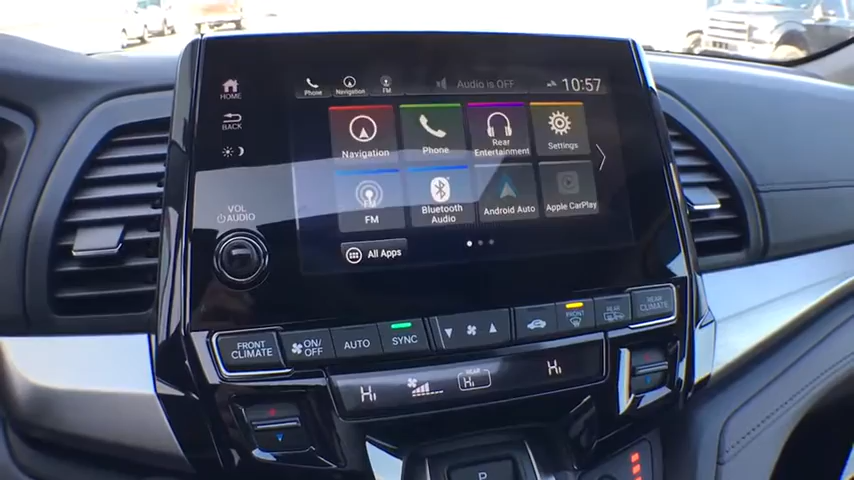 Phone Navigation FM Audio is OFF 10:57
HOME
BACK
Navigation Phone Rear Entertainment Settings
FM Bluetooth Audio Android Auto Apple CarPlay
All Apps
VOL
AUDIO
FRONT CLIMATE ON/OFF AUTO SYNC FRONT REAR REAR CLIMATE
HI REAR HI HI
P
R